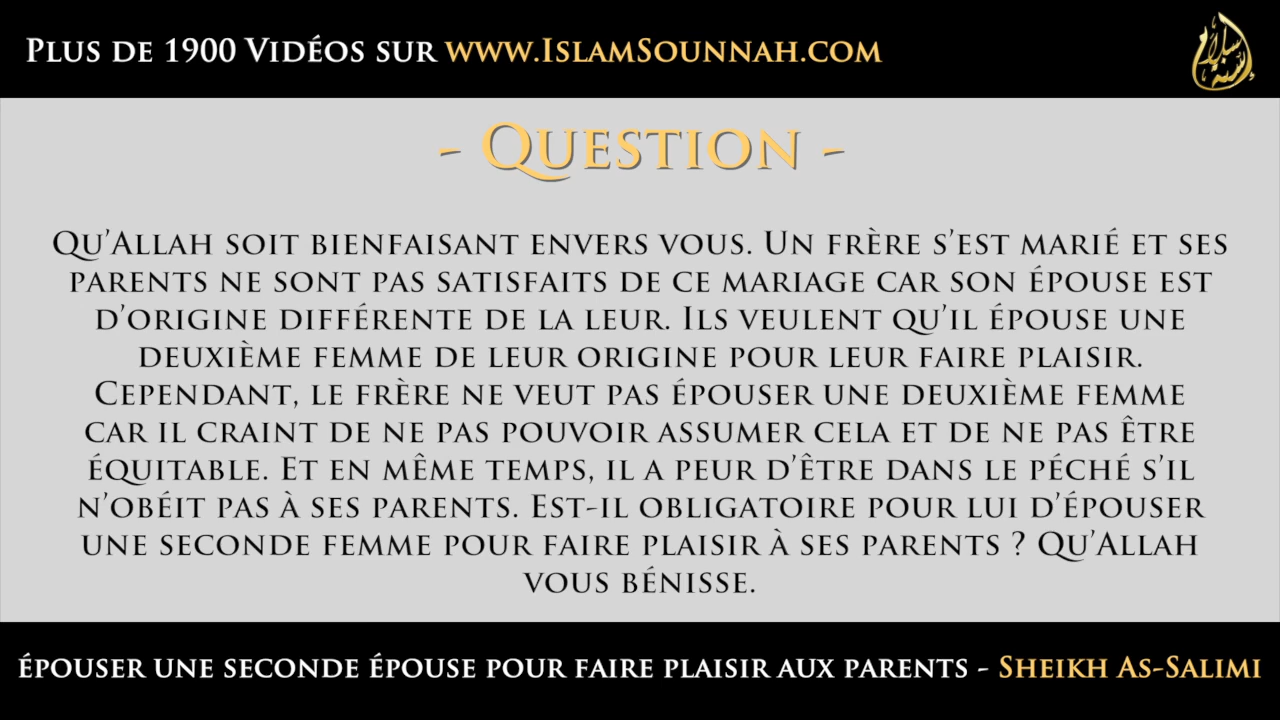 Plus de 1900 Vidéos sur www.IslamSounnah.com
إسلام
سنة
- Question -
Qu’Allah soit bienfaisant envers vous. Un frère s’est marié et ses
parents ne sont pas satisfaits de ce mariage car son épouse est
d’origine différente de la leur. Ils veulent qu’il épouse une
deuxième femme de leur origine pour leur faire plaisir.
Cependant, le frère ne veut pas épouser une deuxième femme
car il craint de ne pas pouvoir assumer cela et de ne pas être
équitable. Et en même temps, il a peur d’être dans le péché s’il
n’obéit pas à ses parents. Est-il obligatoire pour lui d’épouser
une seconde femme pour faire plaisir à ses parents ? Qu’Allah
vous bénisse.
épouser une seconde épouse pour faire plaisir aux parents - Sheikh As-Salimi